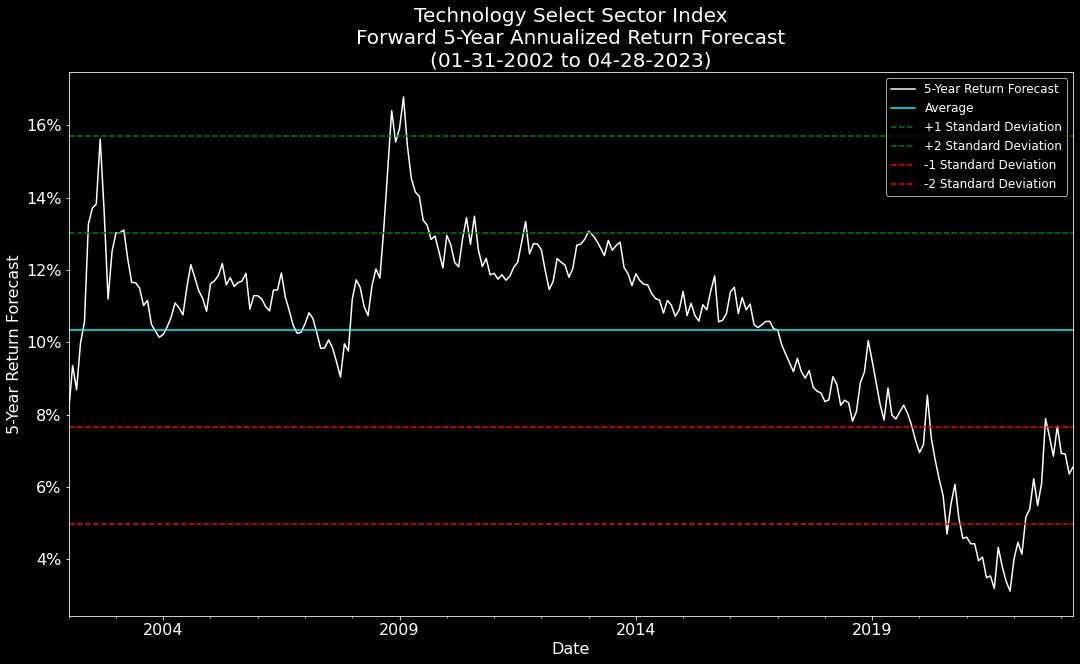 Technology Select Sector Index
Forward 5-Year Annualized Return Forecast
(01-31-2002 to 04-28-2023)
5-Year Return Forecast
Average
+1 Standard Deviation
+2 Standard Deviation
-1 Standard Deviation
-2 Standard Deviation
5-Year Return Forecast
16%
14%
12%
10%
8%
6%
4%
2004 2009 2014 2019
Date